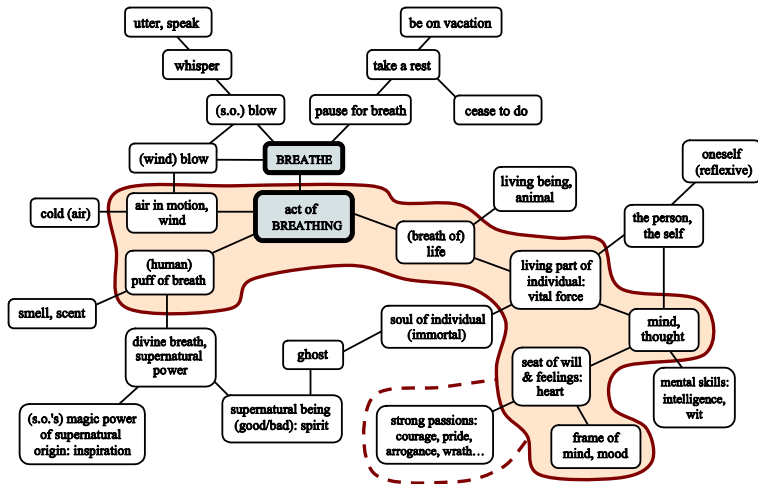 utter, speak
be on vacation
whisper
take a rest
(s.o.) blow
pause for breath
cease to do
(wind) blow
BREATHE
oneself
(reflexive)
living being,
animal
cold (air)
air in motion,
wind
act of
BREATHING
(breath of)
life
the person,
the self
(human)
puff of breath
living part of
individual:
vital force
smell, scent
soul of individual
(immortal)
mind,
thought
divine breath,
supernatural
power
ghost
seat of will
& feelings:
heart
mental skills:
intelligence,
wit
(s.o.'s) magic power
of supernatural
origin: inspiration
supernatural being
(good/bad): spirit
strong passions:
courage, pride,
arrogance, wrath...
frame of
mind, mood